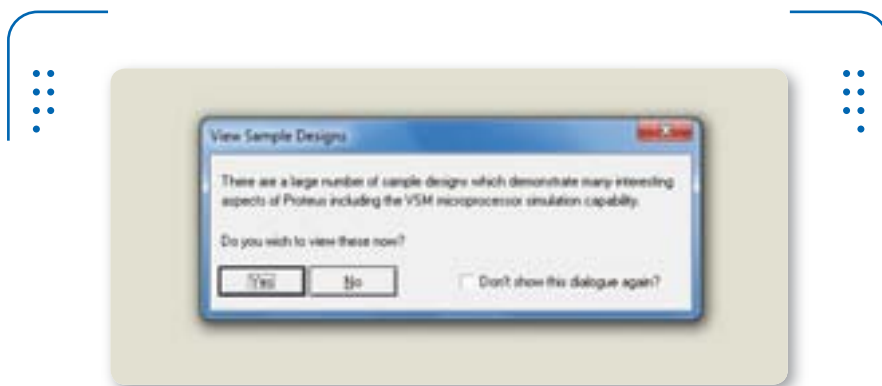 View Sample Designs
There are a large number of sample designs which demonstrate many interesting
aspects of Proteus including the VSM microprocessor simulation capability.
Do you wish to view these now?
Yes
No
Don't show this dialogue again?